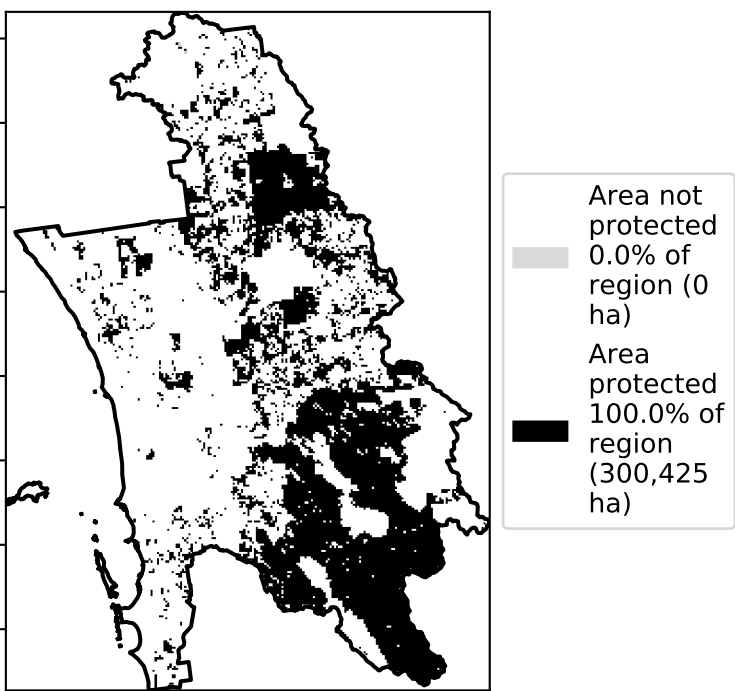 Area not
protected
0.0% of
region (0
ha)
Area
protected
100.0% of
region
(300,425
ha)